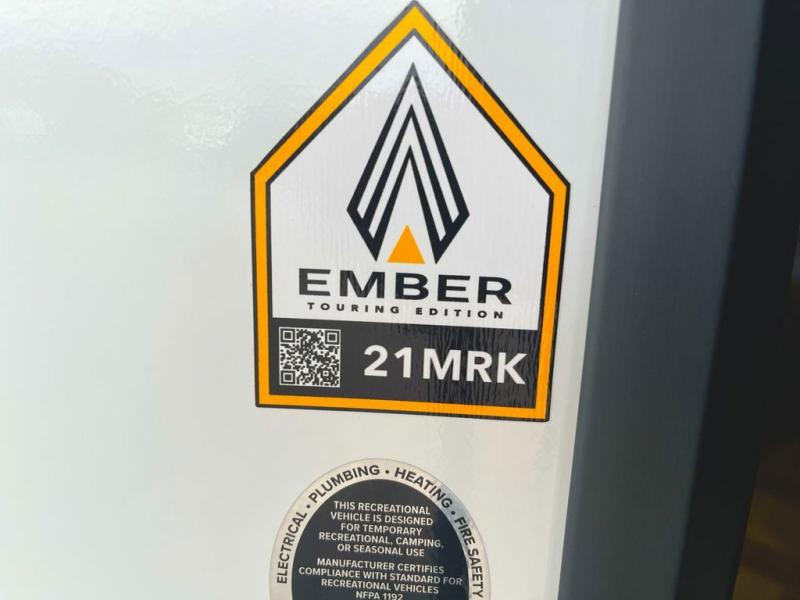 EMBER
TOURING EDITION
21MRK
ELECTRICAL • PLUMBING • HEATING • FIRE SAFETY
THIS RECREATIONAL
VEHICLE IS DESIGNED
FOR TEMPORARY
RECREATIONAL, CAMPING,
OR SEASONAL USE
MANUFACTURER CERTIFIES
COMPLIANCE WITH STANDARD FOR
RECREATIONAL VEHICLES
NFPA 1192